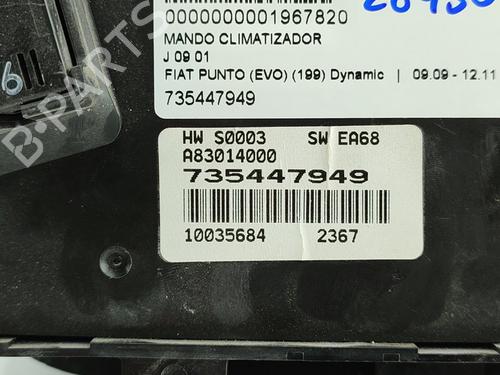 0000000001967820
MANDO CLIMATIZADOR
J 09 01
FIAT PUNTO (EVO) (199) Dynamic | 09.09 - 12.11
735447949
HW S0003 SW EA68
A83014000
735447949
10035684 2367
B-PARTS